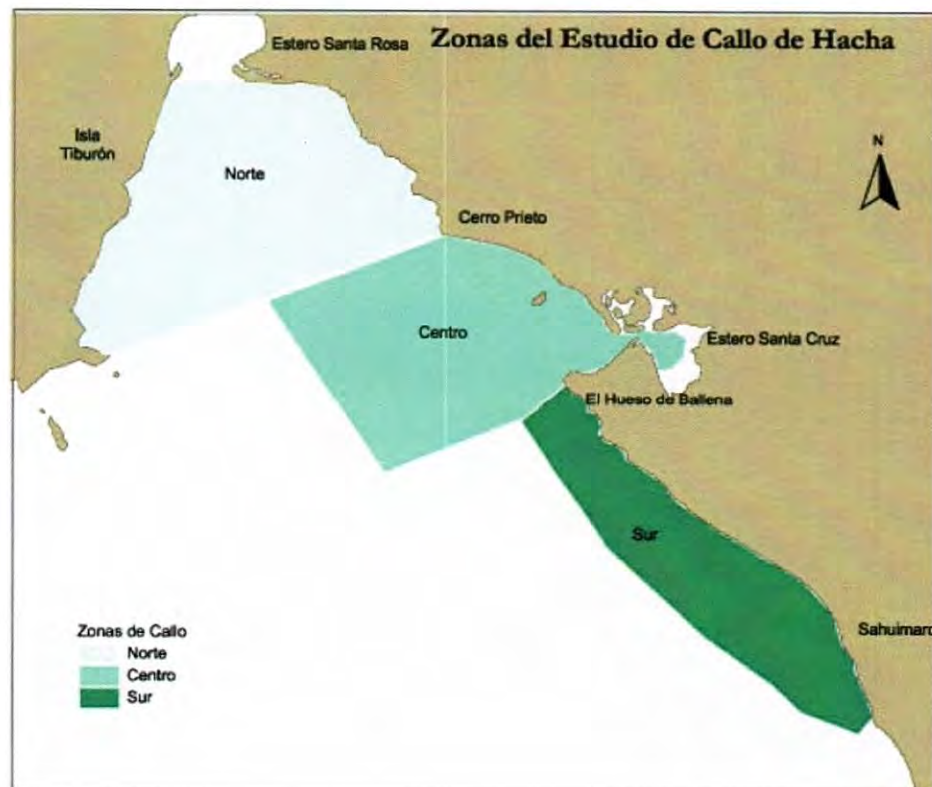 Zonas del Estudio de Callo de Hacha
Estero Santa Rosa
Isla
Tiburón
Norte
N
Cerro Prieto
Centro
Estero Santa Cruz
El Hueso de Ballena
Sur
Sahuimaro
Zonas de Callo
Norte
Centro
Sur